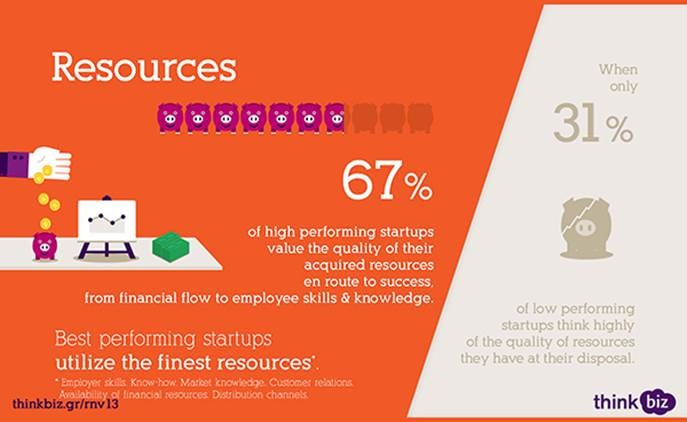 Resources
67%
of high performing startups
value the quality of their
acquired resources
en route to success,
from financial flow to employee skills & knowledge.
Best performing startups
utilize the finest resources*.
* Employer skills. Know-how. Market knowledge. Customer relations.
Availability of financial resources. Distribution channels.
thinkbiz.gr/rnv13
When
only
31%
of low performing
startups think highly
of the quality of resources
they have at their disposal.
think biz